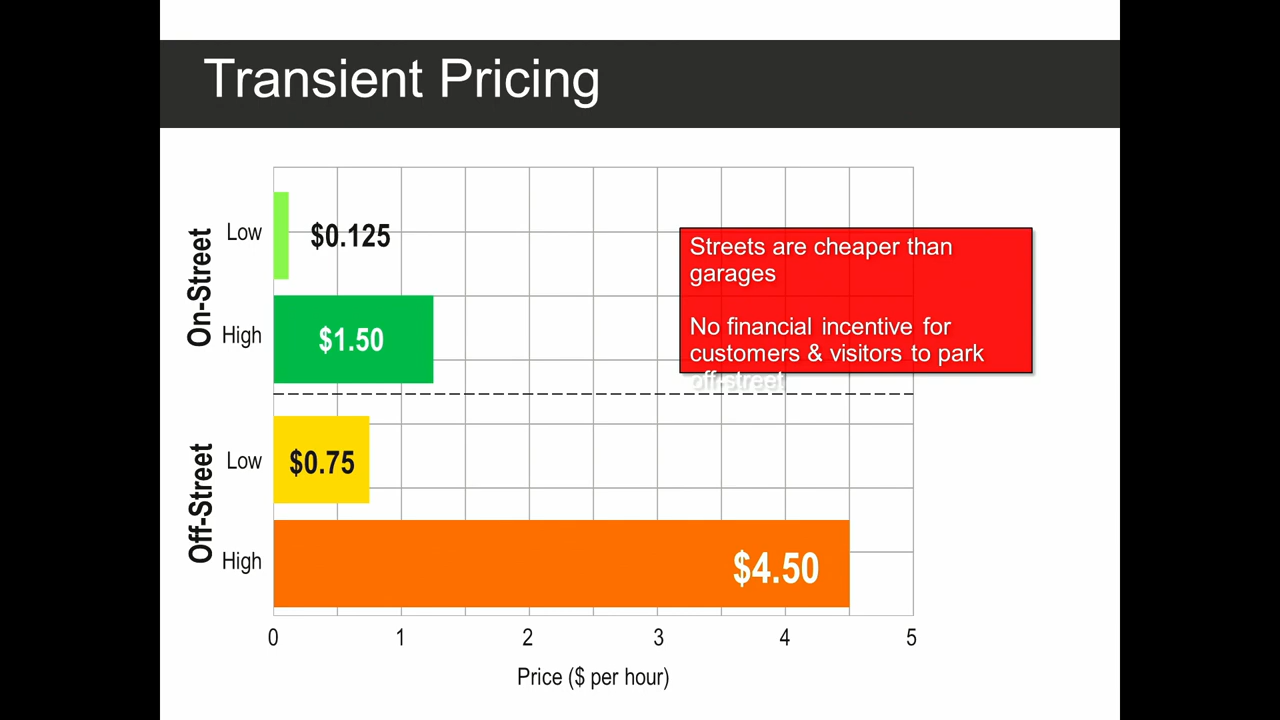 Transient Pricing
On-Street
Low
$0.125
High
$1.50
Streets are cheaper than
garages
No financial incentive for
customers & visitors to park
off-street
Off-Street
Low
$0.75
High
$4.50
0 1 2 3 4 5
Price ($ per hour)